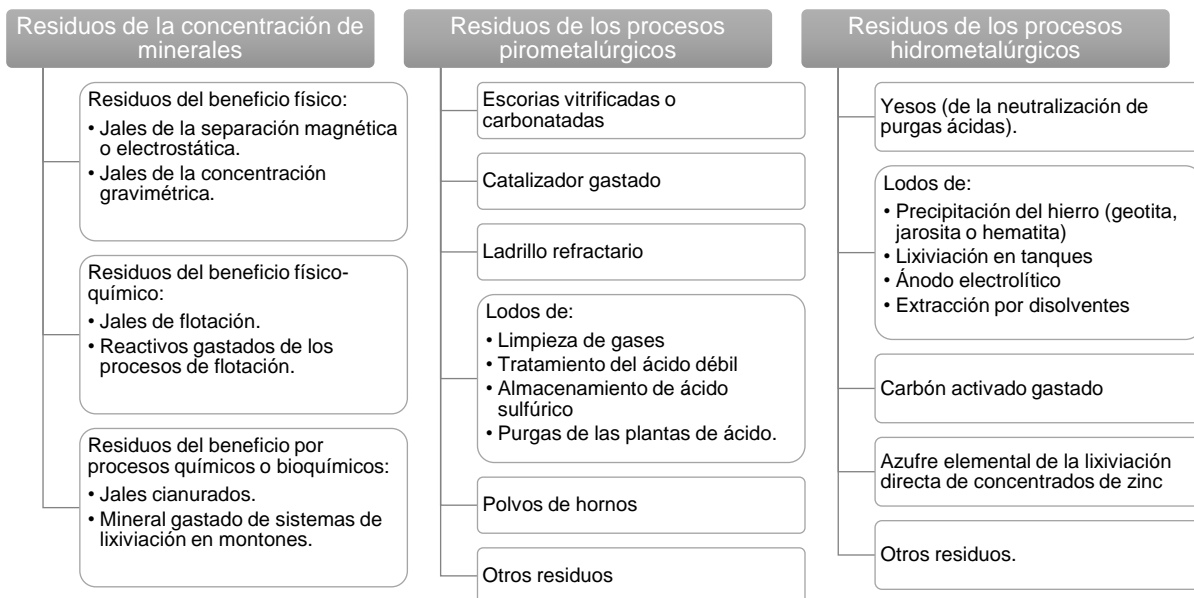 Residuos de la concentración de
minerales
Residuos del beneficio físico:
• Jales de la separación magnética
o electrostática.
• Jales de la concentración
gravimétrica.
Residuos del beneficio físico-
químico:
• Jales de flotación.
• Reactivos gastados de los
procesos de flotación.
Residuos del beneficio por
procesos químicos o bioquímicos:
• Jales cianurados.
• Mineral gastado de sistemas de
lixiviación en montones.
Residuos de los procesos
pirometalúrgicos
Escorias vitrificadas o
carbonatadas
Catalizador gastado
Ladrillo refractario
Lodos de:
• Limpieza de gases
• Tratamiento del ácido débil
• Almacenamiento de ácido
sulfúrico
• Purgas de las plantas de ácido.
Polvos de hornos
Otros residuos
Residuos de los procesos
hidrometalúrgicos
Yesos (de la neutralización de
purgas ácidas).
Lodos de:
• Precipitación del hierro (geotita,
jarosita o hematita)
• Lixiviación en tanques
• Ánodo electrolítico
• Extracción por disolventes
Carbón activado gastado
Azufre elemental de la lixiviación
directa de concentrados de zinc
Otros residuos.